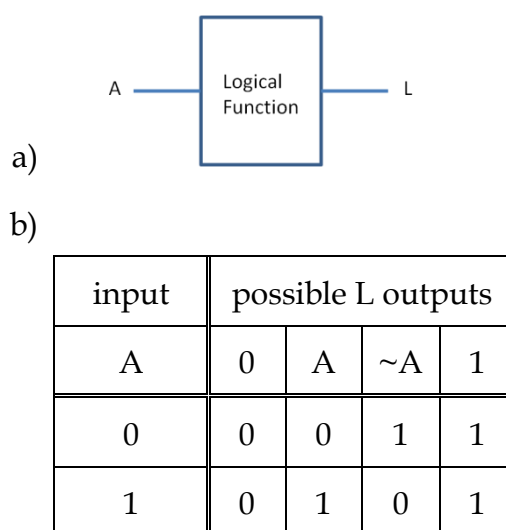 A
Logical
Function
L
a)
b)
input possible L outputs
A 0 A ~A 1
0 0 0 1 1
1 0 1 0 1